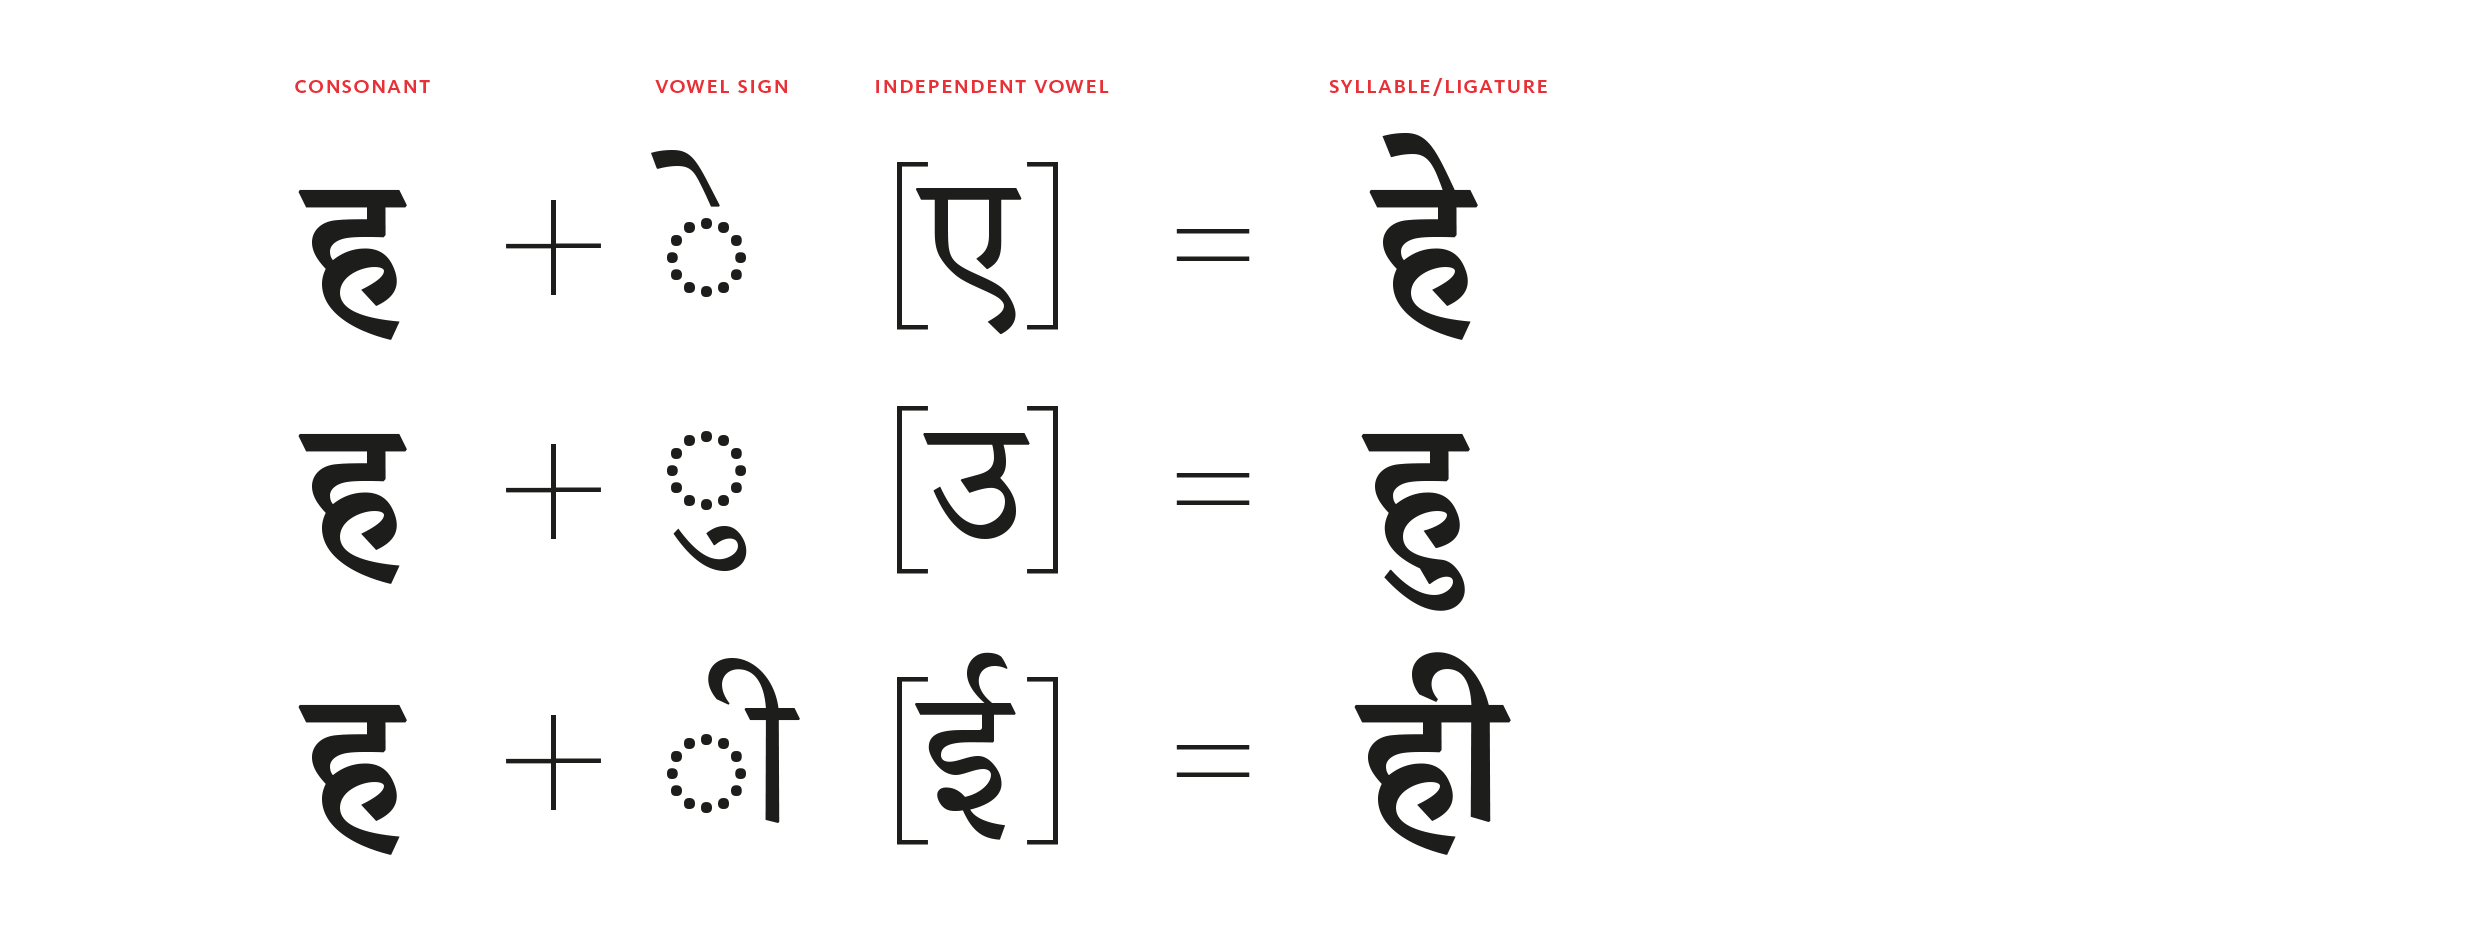 CONSONANT VOWEL SIGN INDEPENDENT VOWEL SYLLABLE/LIGATURE
ह + ◌े [ए] = हे
ह + ◌ु [उ] = हु
ह + ◌ी [ई] = ही